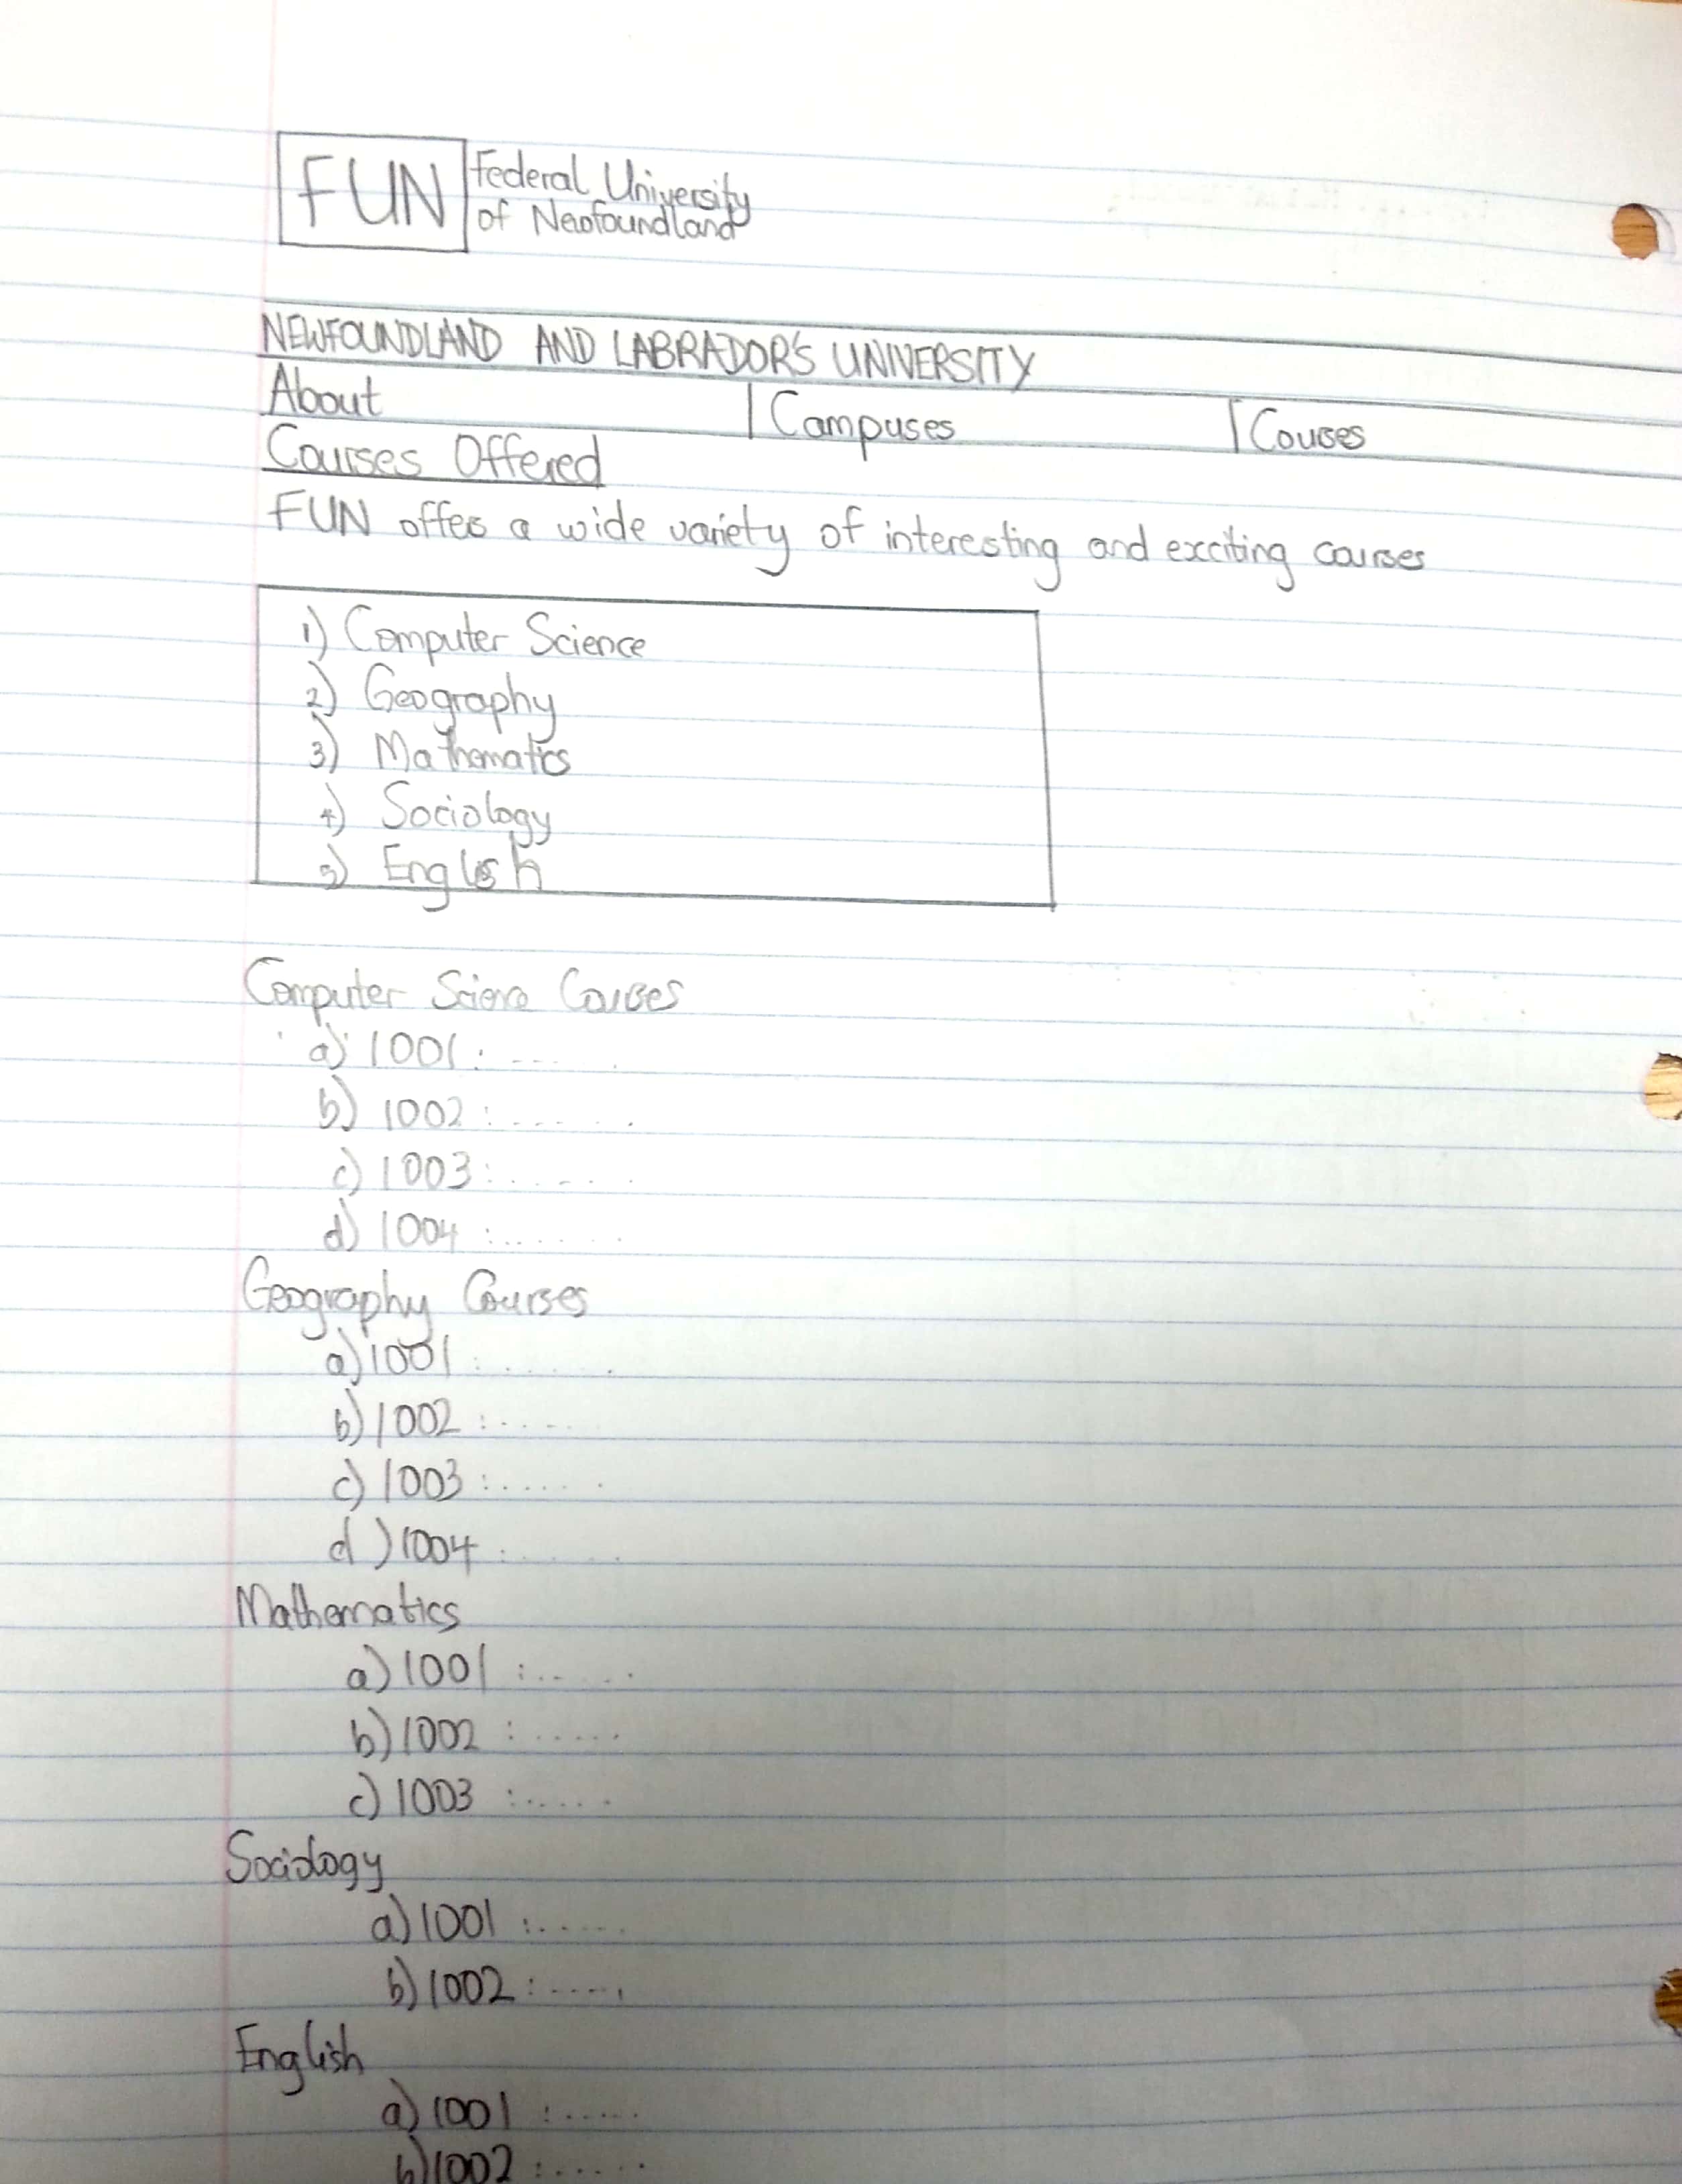 FUN Federal University
of Newfoundland
NEWFOUNDLAND AND LABRADOR'S UNIVERSITY
About | Campuses | Courses
Courses Offered
FUN offers a wide variety of interesting and exciting courses
1) Computer Science
2) Geography
3) Mathematics
4) Sociology
5) English
Computer Science Courses
a) 1001: .....
b) 1002: ......
c) 1003: ......
d) 1004: ......
Geography Courses
a) 1001: ......
b) 1002: .....
c) 1003: ......
d) 1004: ......
Mathematics
a) 1001: .....
b) 1002: ......
c) 1003: ......
Sociology
a) 1001: ......
b) 1002: .....
English
a) 1001: ......
b) 1002: ......